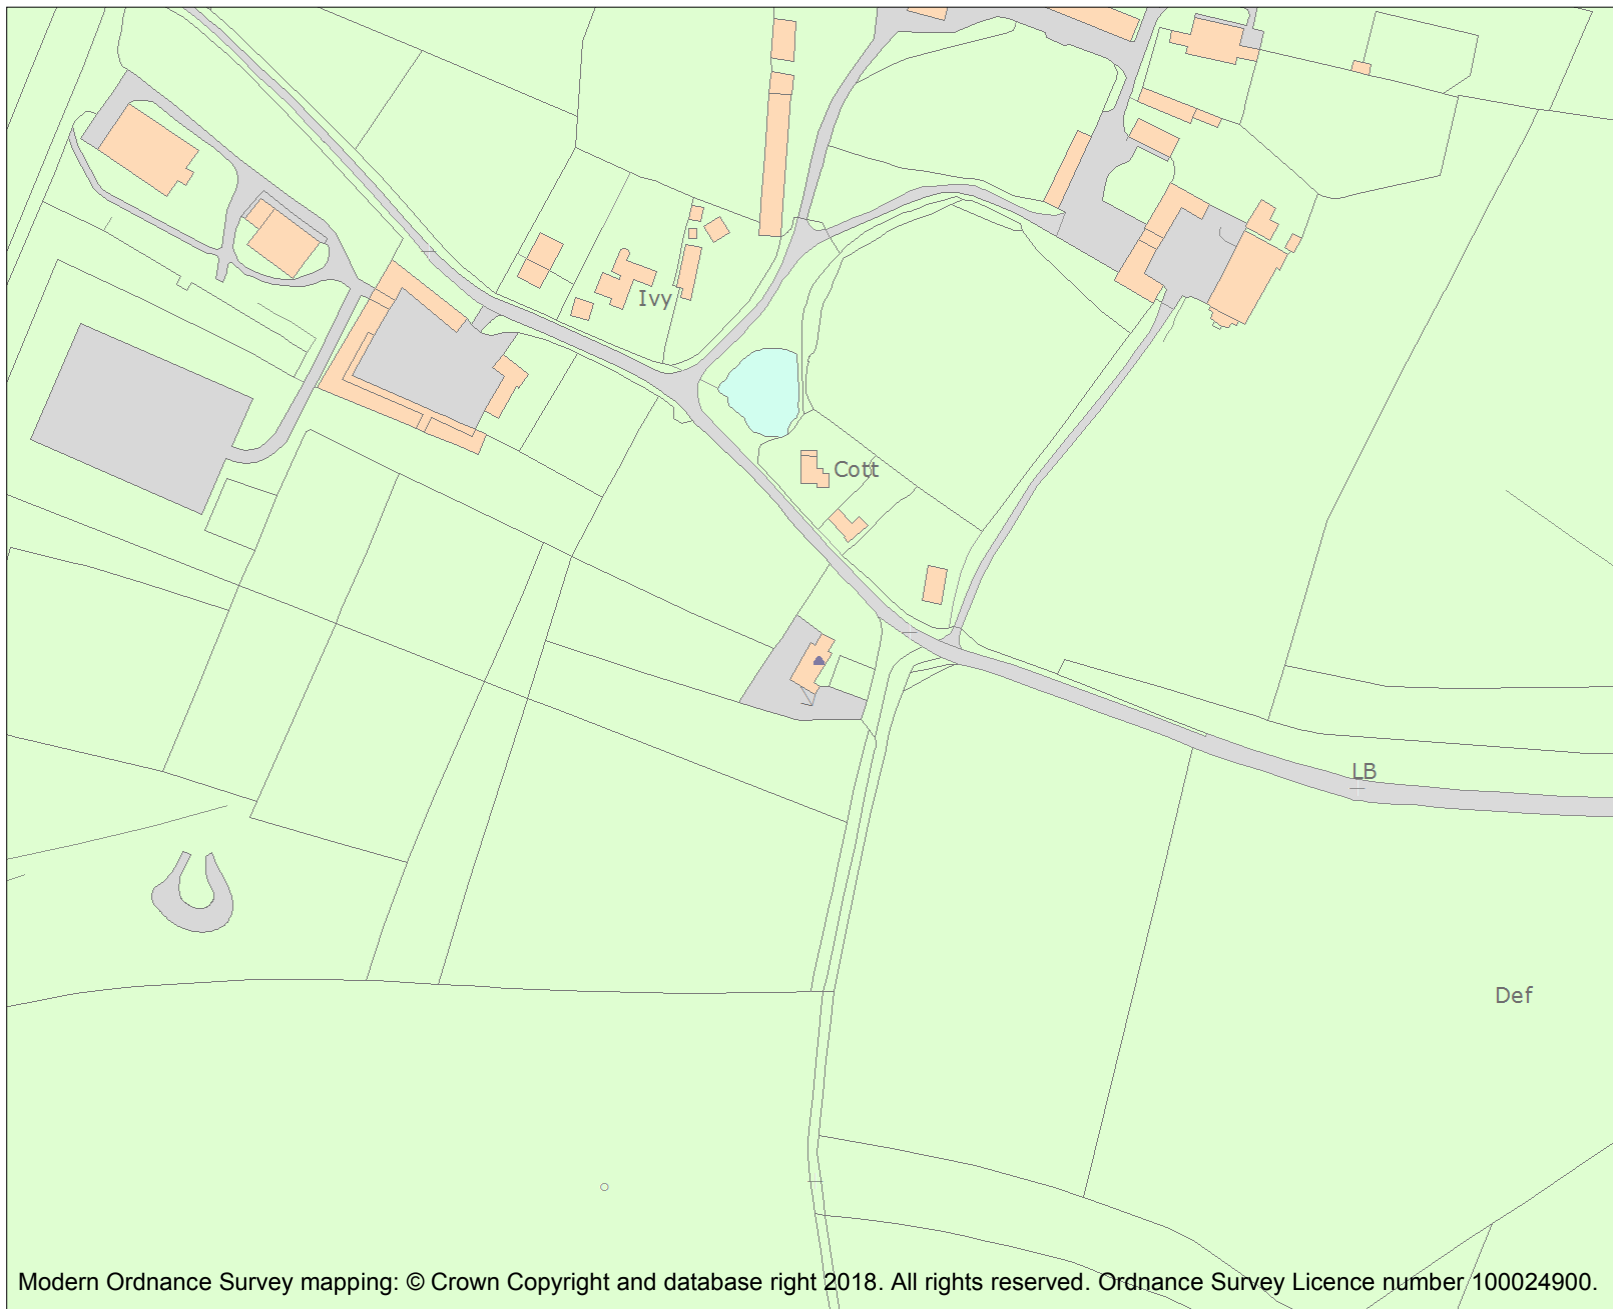 Ivy
Cott
LB
Def
Modern Ordnance Survey mapping: © Crown Copyright and database right 2018. All rights reserved. Ordnance Survey Licence number 100024900.